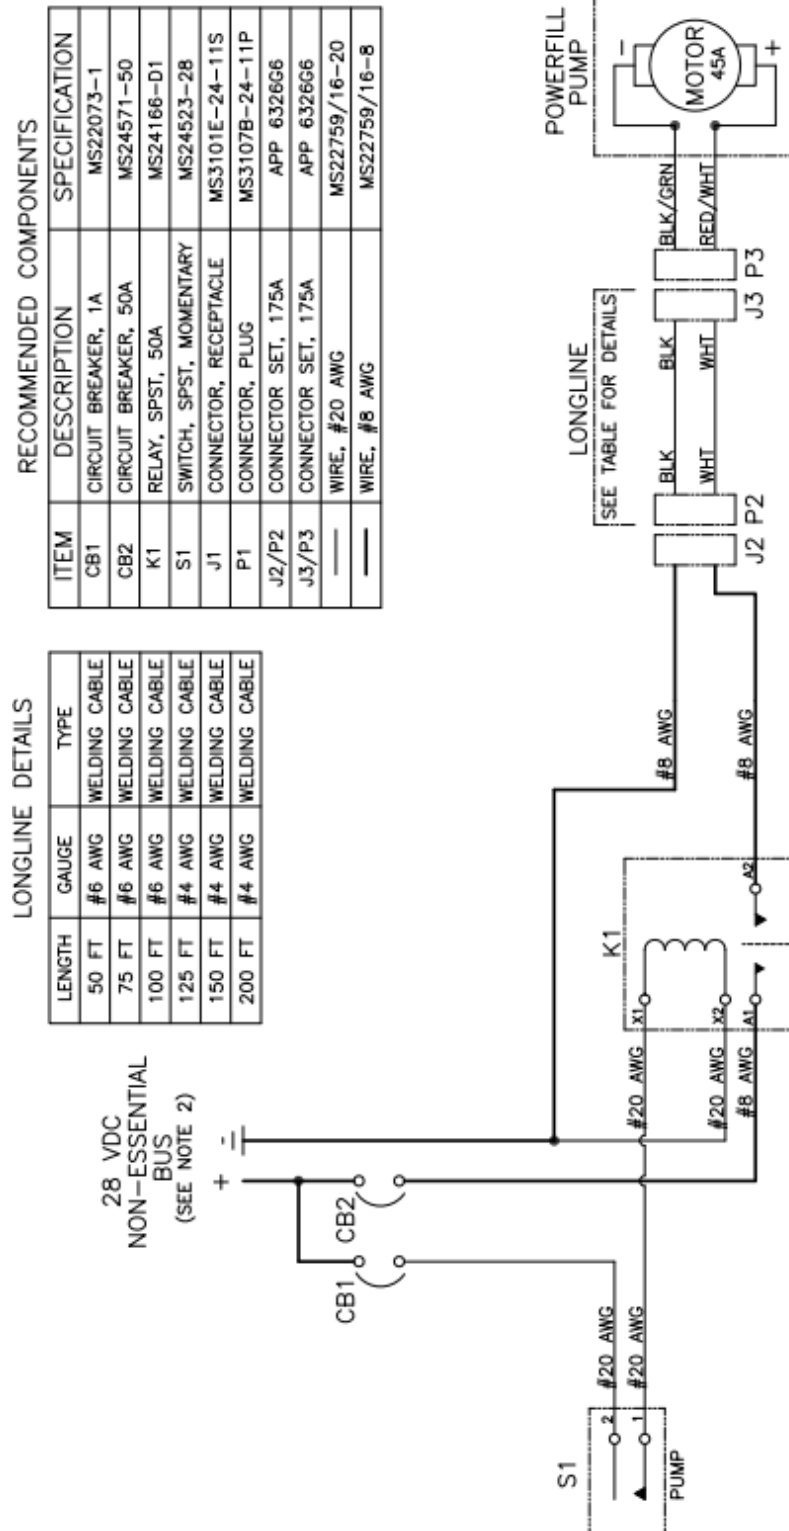 RECOMMENDED COMPONENTS
ITEM DESCRIPTION SPECIFICATION
CB1 CIRCUIT BREAKER, 1A MS22073-1
CB2 CIRCUIT BREAKER, 50A MS24571-50
K1 RELAY, SPST, 50A MS24166-D1
S1 SWITCH, SPST, MOMENTARY MS24523-28
J1 CONNECTOR, RECEPTACLE MS3101E-24-11S
P1 CONNECTOR, PLUG MS3107B-24-11P
J2/P2 CONNECTOR SET, 175A APP 6326G6
J3/P3 CONNECTOR SET, 175A APP 6326G6
WIRE, #20 AWG MS22759/16-20
WIRE, #8 AWG MS22759/16-8
LONGLINE DETAILS
LENGTH GAUGE TYPE
50 FT #6 AWG WELDING CABLE
75 FT #6 AWG WELDING CABLE
100 FT #6 AWG WELDING CABLE
125 FT #4 AWG WELDING CABLE
150 FT #4 AWG WELDING CABLE
200 FT #4 AWG WELDING CABLE
28 VDC
NON-ESSENTIAL
BUS
(SEE NOTE 2)
+ -
CB1
CB2
S1
2
1
PUMP
#20 AWG
#20 AWG
K1
X1
X2
A1
A2
#20 AWG
#20 AWG
#8 AWG
#8 AWG
#8 AWG
J2 P2
LONGLINE
SEE TABLE FOR DETAILS
BLK BLK
WHT WHT
J3 P3
BLK/GRN
RED/WHT
POWERFILL
PUMP
-
MOTOR
45A
+